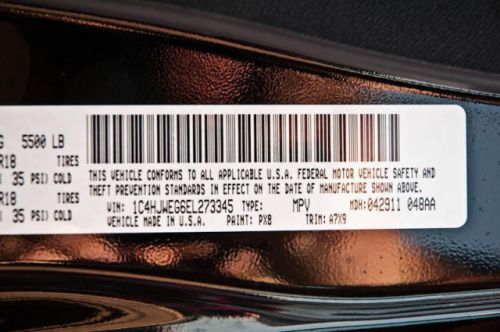 G 5500 LB
R18 TIRES
35 PSI) COLD
R18 TIRES
35 PSI) COLD
THIS VEHICLE CONFORMS TO ALL APPLICABLE U.S.A. FEDERAL MOTOR VEHICLE SAFETY AND
THEFT PREVENTION STANDARDS IN EFFECT ON THE DATE OF MANUFACTURE SHOWN ABOVE.
VIN: 1C4HJWEG6EL273345 TYPE: MPV MDH: 042911 048AA
VEHICLE MADE IN U.S.A. PAINT: PX8 TRIM: A7X9